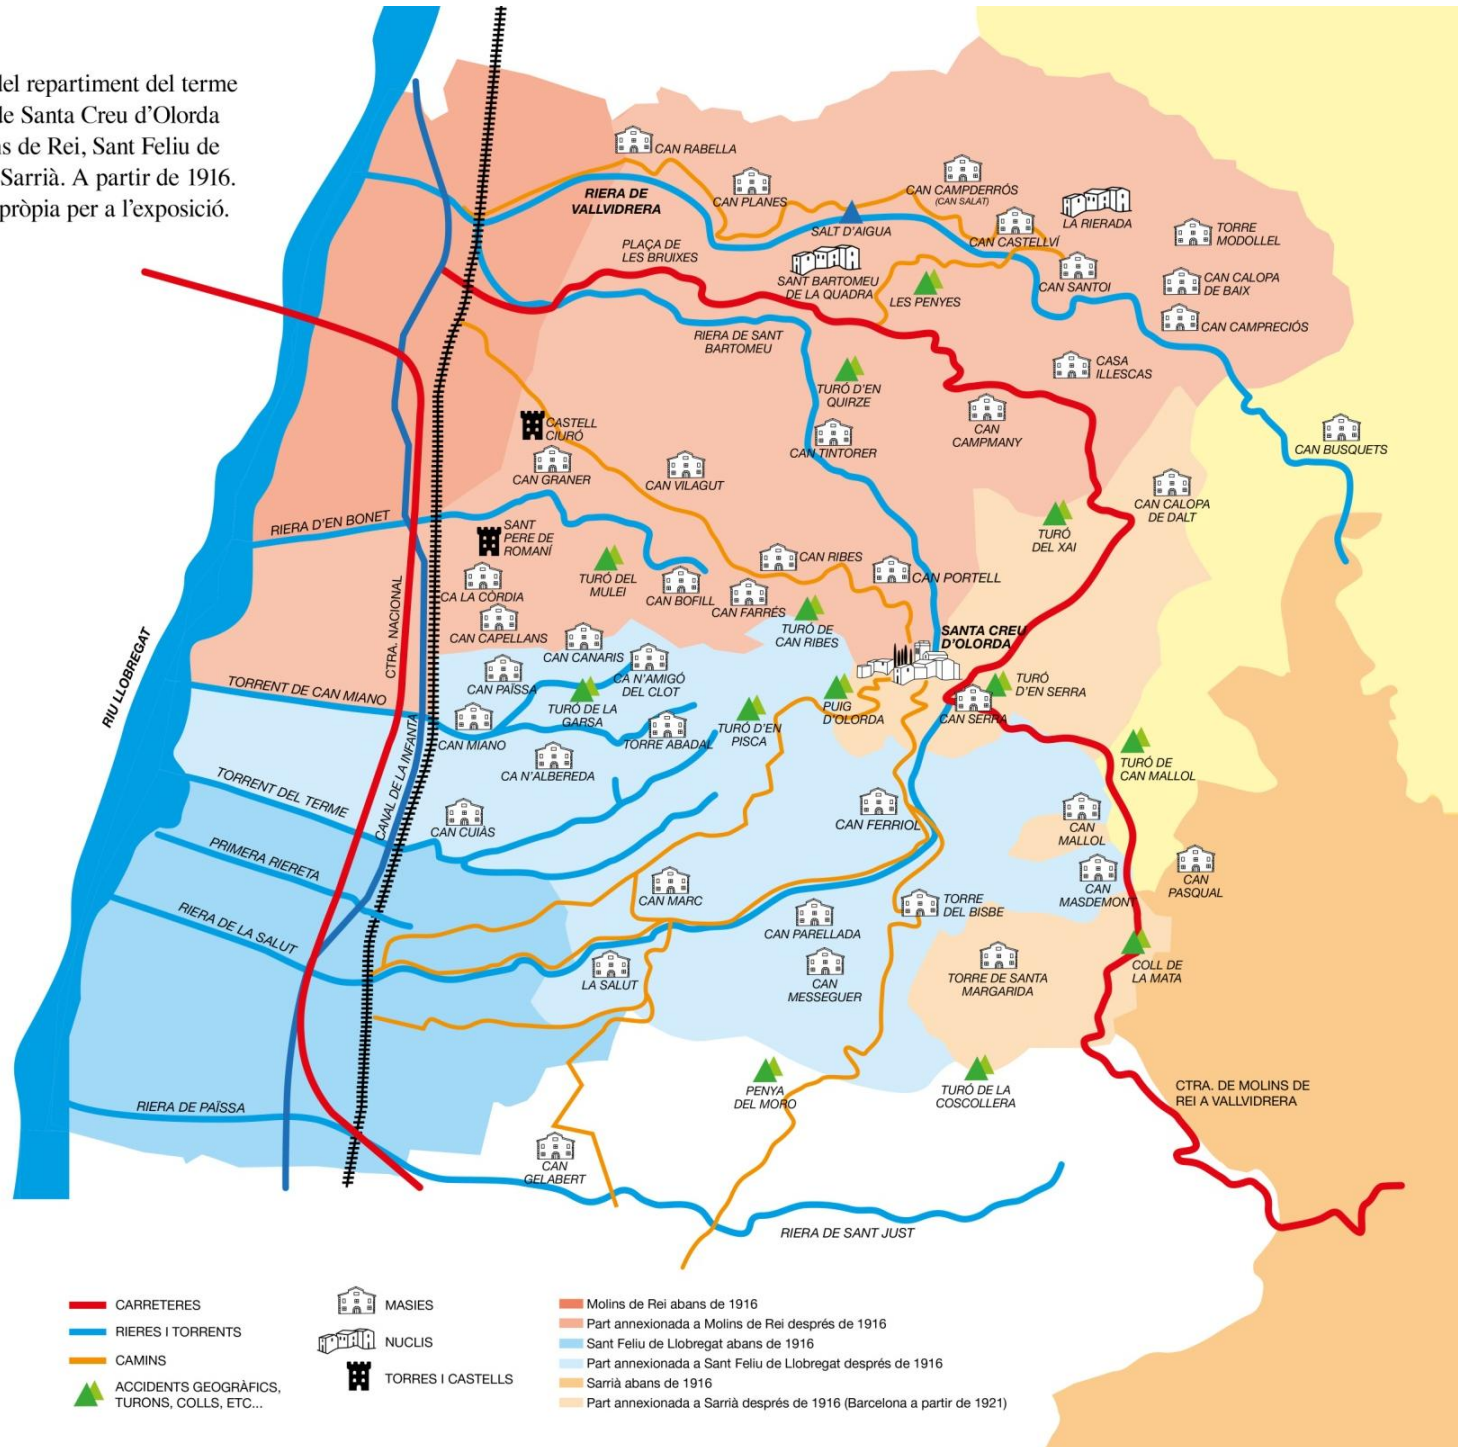 del repartiment del terme
de Santa Creu d’Olorda
s de Rei, Sant Feliu de
Sarrià. A partir de 1916.
pròpia per a l’exposició.
CAN RABELLA
CAN PLANES
RIERA DE
VALLVIDRERA
CAN CAMPDERRÓS
(CAN SALAT)
LA RIERADA
SALT D’AIGUA
CAN CASTELLVÍ
TORRE
MODOLLEL
PLAÇA DE
LES BRUIXES
SANT BARTOMEU
DE LA QUADRA
LES PENYES
CAN SANTOI
CAN CALOPA
DE BAIX
CAN CAMPRECIÓS
RIERA DE SANT
BARTOMEU
CASA
ILLESCAS
TURÓ D’EN
QUIRZE
CAN
CAMPMANY
CASTELL
CIURÓ
CAN TINTORER
CAN BUSQUETS
CAN GRANER
CAN VILAGUT
CAN CALOPA
DE DALT
RIERA D’EN BONET
SANT
PERE DE
ROMANÍ
TURÓ
DEL XAI
CAN RIBES
CAN PORTELL
TURÓ DEL
MULEI
CA LA CÒRDIA
CAN BOFILL
CAN FARRÉS
CAN CAPELLANS
TURÓ DE
CAN RIBES
SANTA CREU
D’OLORDA
CTRA. NACIONAL
CAN CANARIS
CAN PAÏSSA
CA N’AMIGÓ
DEL CLOT
TURÓ
D’EN SERRA
RIU LLOBREGAT
TORRENT DE CAN MIANO
TURÓ DE LA
GARSA
PUIG
D’OLORDA
CAN SERRA
CAN MIANO
TORRE ABADAL
TURÓ D’EN
PISCA
CA N’ALBEREDA
TURÓ DE
CAN MALLOL
CANAL DE LA INFANTA
TORRENT DEL TERME
CAN CUIÀS
CAN FERRIOL
CAN
MALLOL
PRIMERA RIERETA
CAN MARC
CAN
MASDEMONT
CAN
PASQUAL
RIERA DE LA SALUT
TORRE
DEL BISBE
CAN PARELLADA
LA SALUT
CAN
MESSEGUER
TORRE DE SANTA
MARGARIDA
COLL DE
LA MATA
PENYA
DEL MORO
TURÓ DE LA
COSCOLLERA
CTRA. DE MOLINS DE
REI A VALLVIDRERA
RIERA DE PAÏSSA
CAN
GELABERT
RIERA DE SANT JUST
CARRETERES
RIERES I TORRENTS
CAMINS
ACCIDENTS GEOGRÀFICS,
TURONS, COLLS, ETC...
MASIES
NUCLIS
TORRES I CASTELLS
Molins de Rei abans de 1916
Part annexionada a Molins de Rei després de 1916
Sant Feliu de Llobregat abans de 1916
Part annexionada a Sant Feliu de Llobregat després de 1916
Sarrià abans de 1916
Part annexionada a Sarrià després de 1916 (Barcelona a partir de 1921)